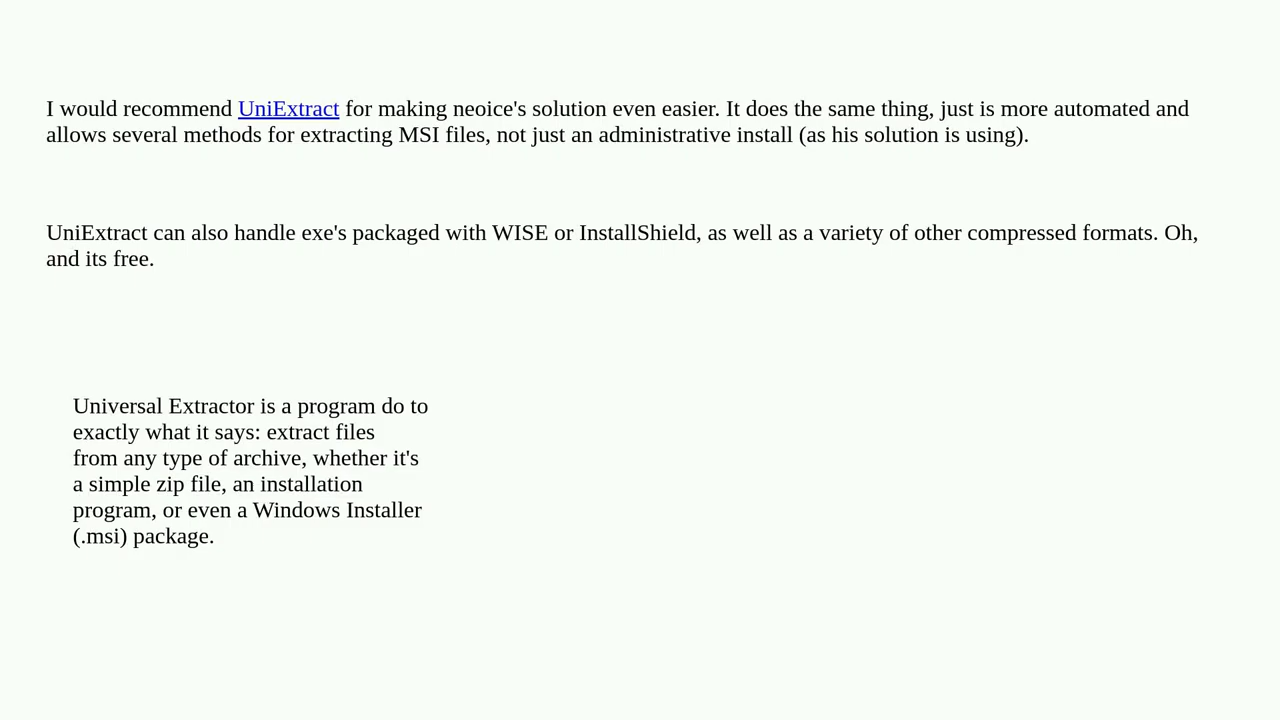 I would recommend UniExtract for making neoice's solution even easier. It does the same thing, just is more automated and
allows several methods for extracting MSI files, not just an administrative install (as his solution is using).
UniExtract can also handle exe's packaged with WISE or InstallShield, as well as a variety of other compressed formats. Oh,
and its free.
Universal Extractor is a program do to
exactly what it says: extract files
from any type of archive, whether it's
a simple zip file, an installation
program, or even a Windows Installer
(.msi) package.